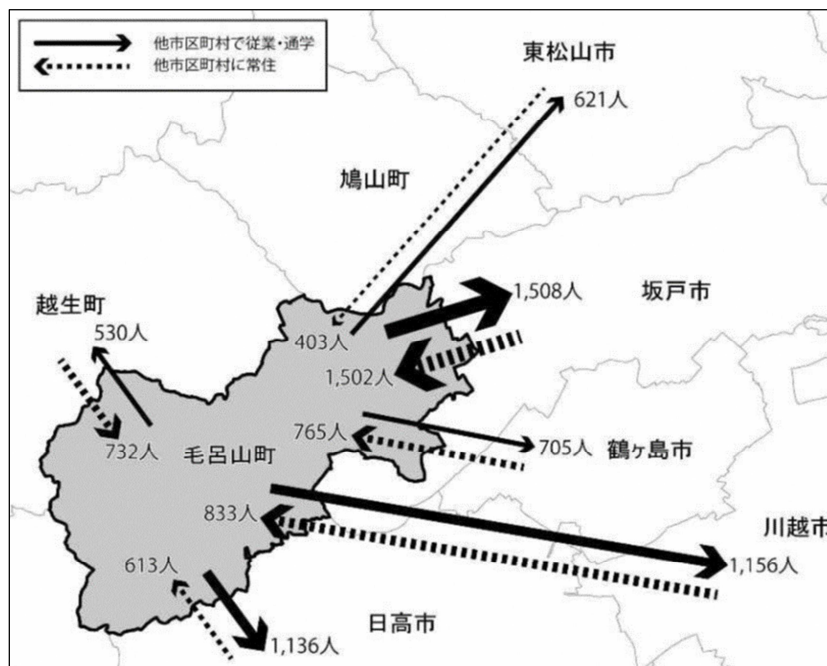 他市区町村で従業・通学
他市区町村に常住
東松山市
621人
鳩山町
1,508人
坂戸市
越生町
530人
403人
1,502人
732人
毛呂山町
765人
705人
鶴ヶ島市
833人
川越市
1,156人
613人
日高市
1,136人